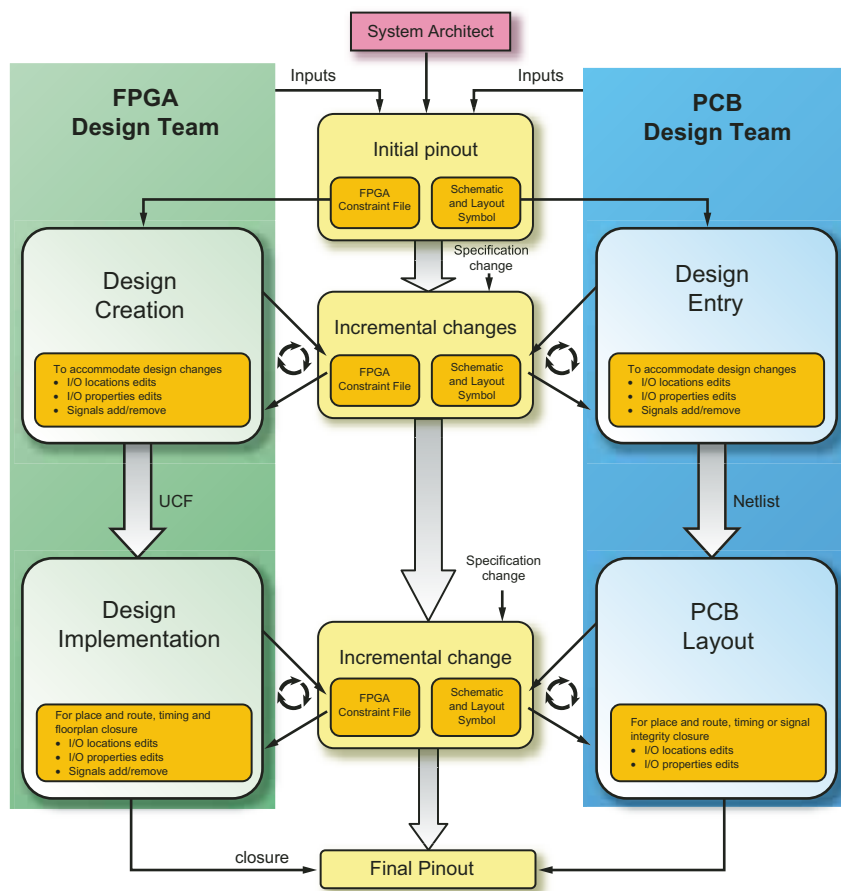 System Architect
Inputs
Inputs
FPGA
Design Team
PCB
Design Team
Initial pinout
FPGA
Constraint File
Schematic
and Layout
Symbol
Specification
change
Design
Creation
To accommodate design changes
• I/O locations edits
• I/O properties edits
• Signals add/remove
Incremental changes
FPGA
Constraint File
Schematic
and Layout
Symbol
Design
Entry
To accommodate design changes
• I/O locations edits
• I/O properties edits
• Signals add/remove
UCF
Netlist
Specification
change
Design
Implementation
For place and route, timing and
floorplan closure
• I/O locations edits
• I/O properties edits
• Signals add/remove
Incremental change
FPGA
Constraint File
Schematic
and Layout
Symbol
PCB
Layout
For place and route, timing or signal
integrity closure
• I/O locations edits
• I/O properties edits
closure
Final Pinout